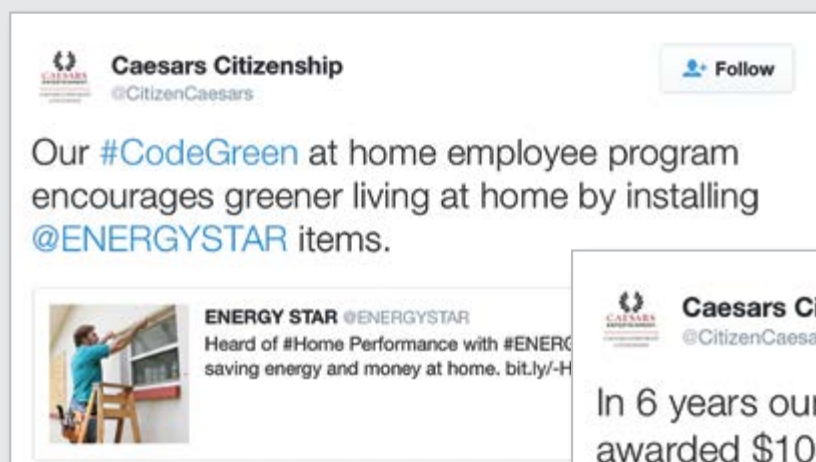 Caesars Citizenship
@CitizenCaesars
Follow
Our #CodeGreen at home employee program
encourages greener living at home by installing
@ENERGYSTAR items.
ENERGY STAR @ENERGYSTAR
Heard of #Home Performance with #ENERG
saving energy and money at home. bit.ly/-H
CAESARS
Caesars Ci
@CitizenCaesa
In 6 years our
awarded $10